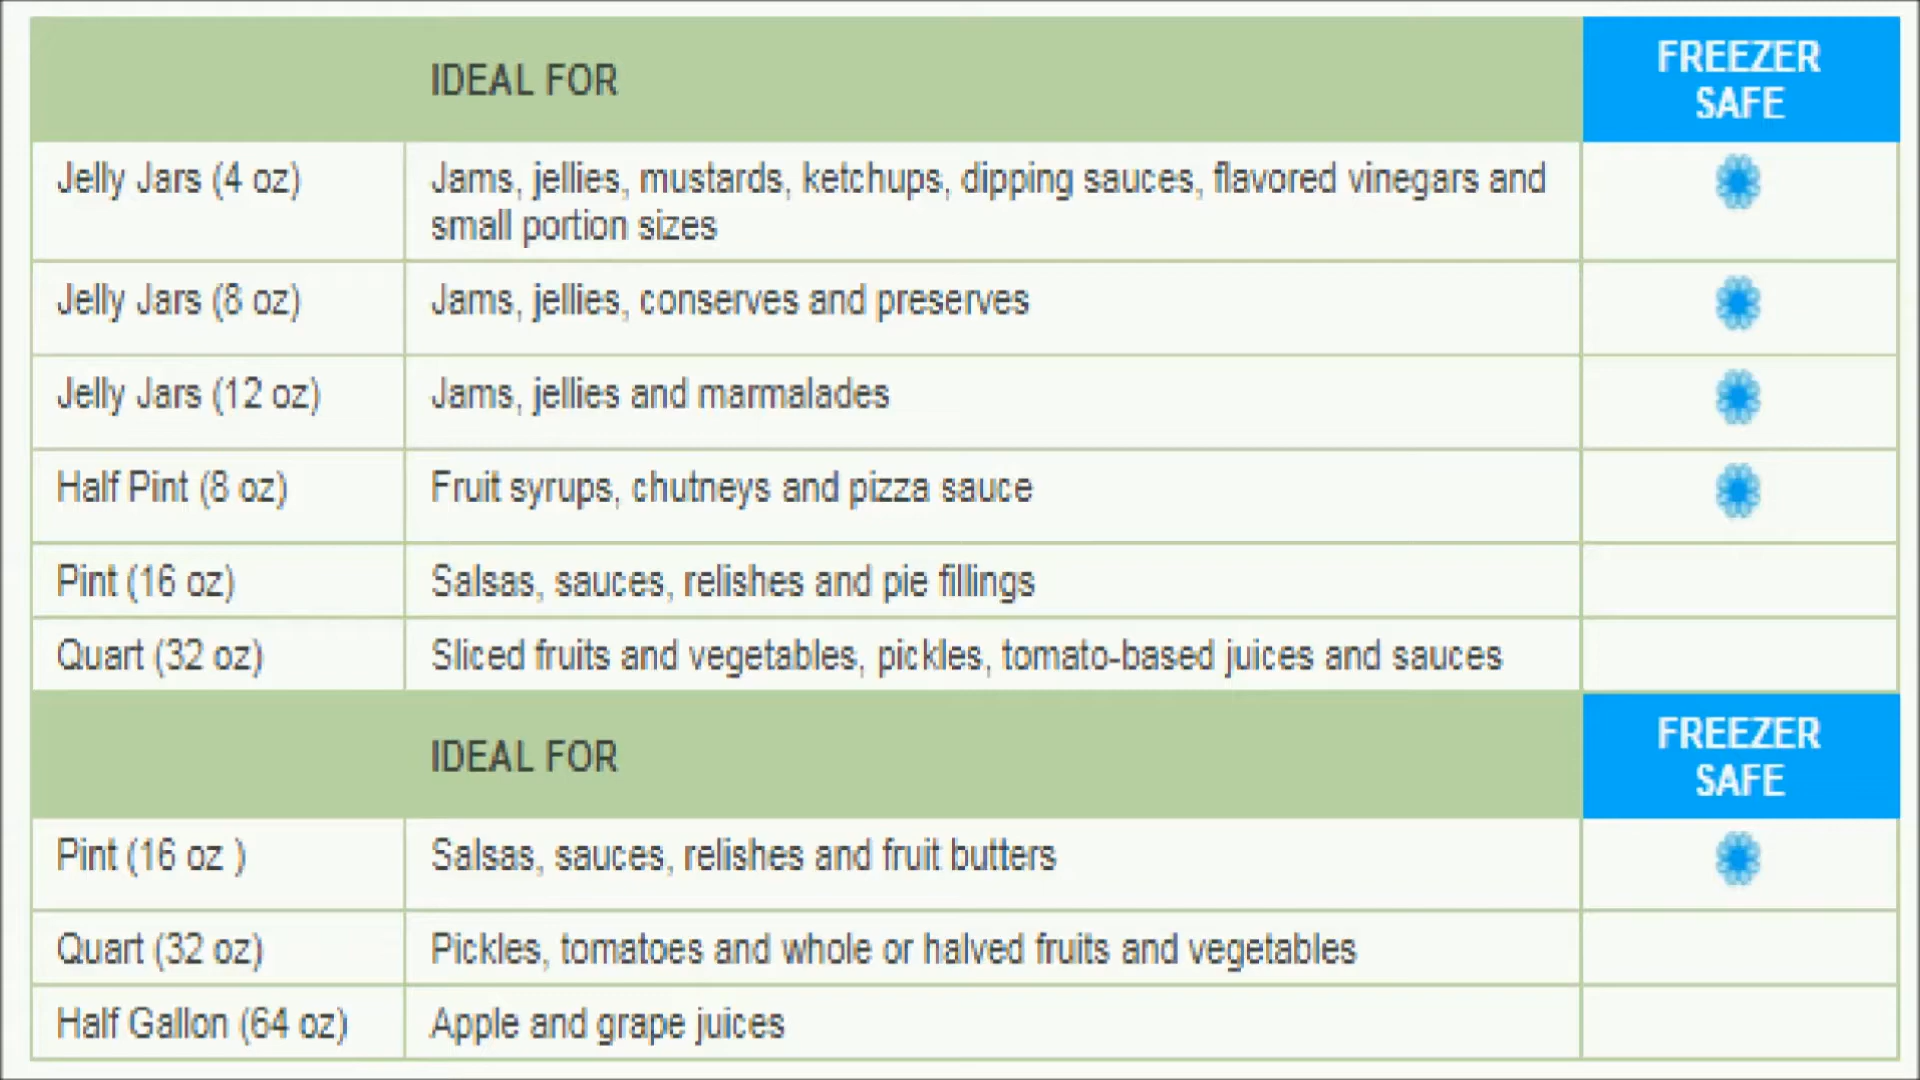 IDEAL FOR
FREEZER
SAFE
Jelly Jars (4 oz)
Jams, jellies, mustards, ketchups, dipping sauces, flavored vinegars and
small portion sizes
Jelly Jars (8 oz)
Jams, jellies, conserves and preserves
Jelly Jars (12 oz)
Jams, jellies and marmalades
Half Pint (8 oz)
Fruit syrups, chutneys and pizza sauce
Pint (16 oz)
Salsas, sauces, relishes and pie fillings
Quart (32 oz)
Sliced fruits and vegetables, pickles, tomato-based juices and sauces
IDEAL FOR
FREEZER
SAFE
Pint (16 oz )
Salsas, sauces, relishes and fruit butters
Quart (32 oz)
Pickles, tomatoes and whole or halved fruits and vegetables
Half Gallon (64 oz)
Apple and grape juices